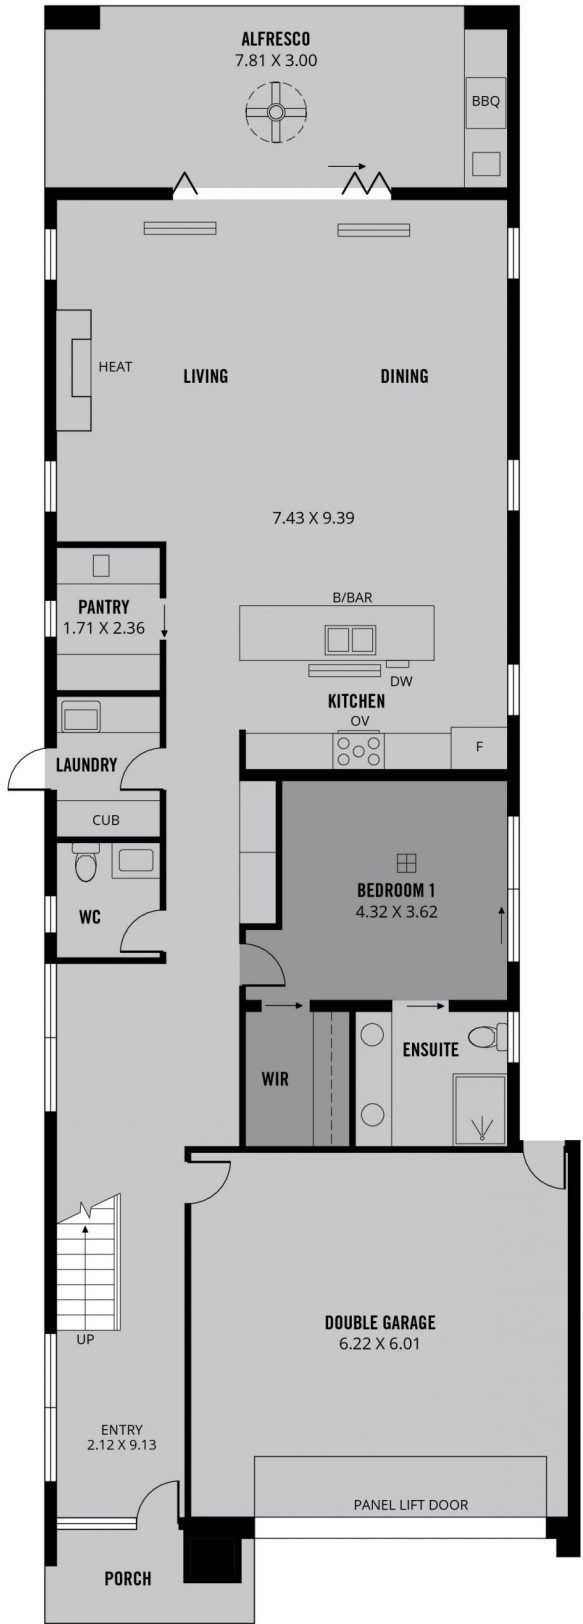 ALFRESCO
7.81 X 3.00
BBQ
HEAT
LIVING
DINING
7.43 X 9.39
PANTRY
1.71 X 2.36
B/BAR
DW
KITCHEN
OV
F
LAUNDRY
CUB
WC
BEDROOM 1
4.32 X 3.62
WIR
ENSUITE
UP
DOUBLE GARAGE
6.22 X 6.01
ENTRY
2.12 X 9.13
PANEL LIFT DOOR
PORCH